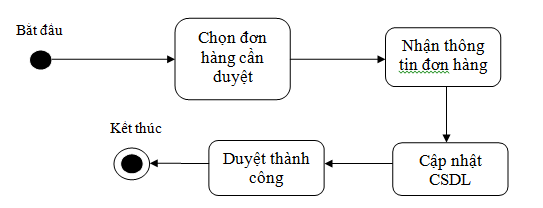 Bắt đầu
Chọn đơn
hàng cần
duyệt
Nhận thông
tin đơn hàng
Cập nhật
CSDL
Duyệt thành
công
Kết thúc